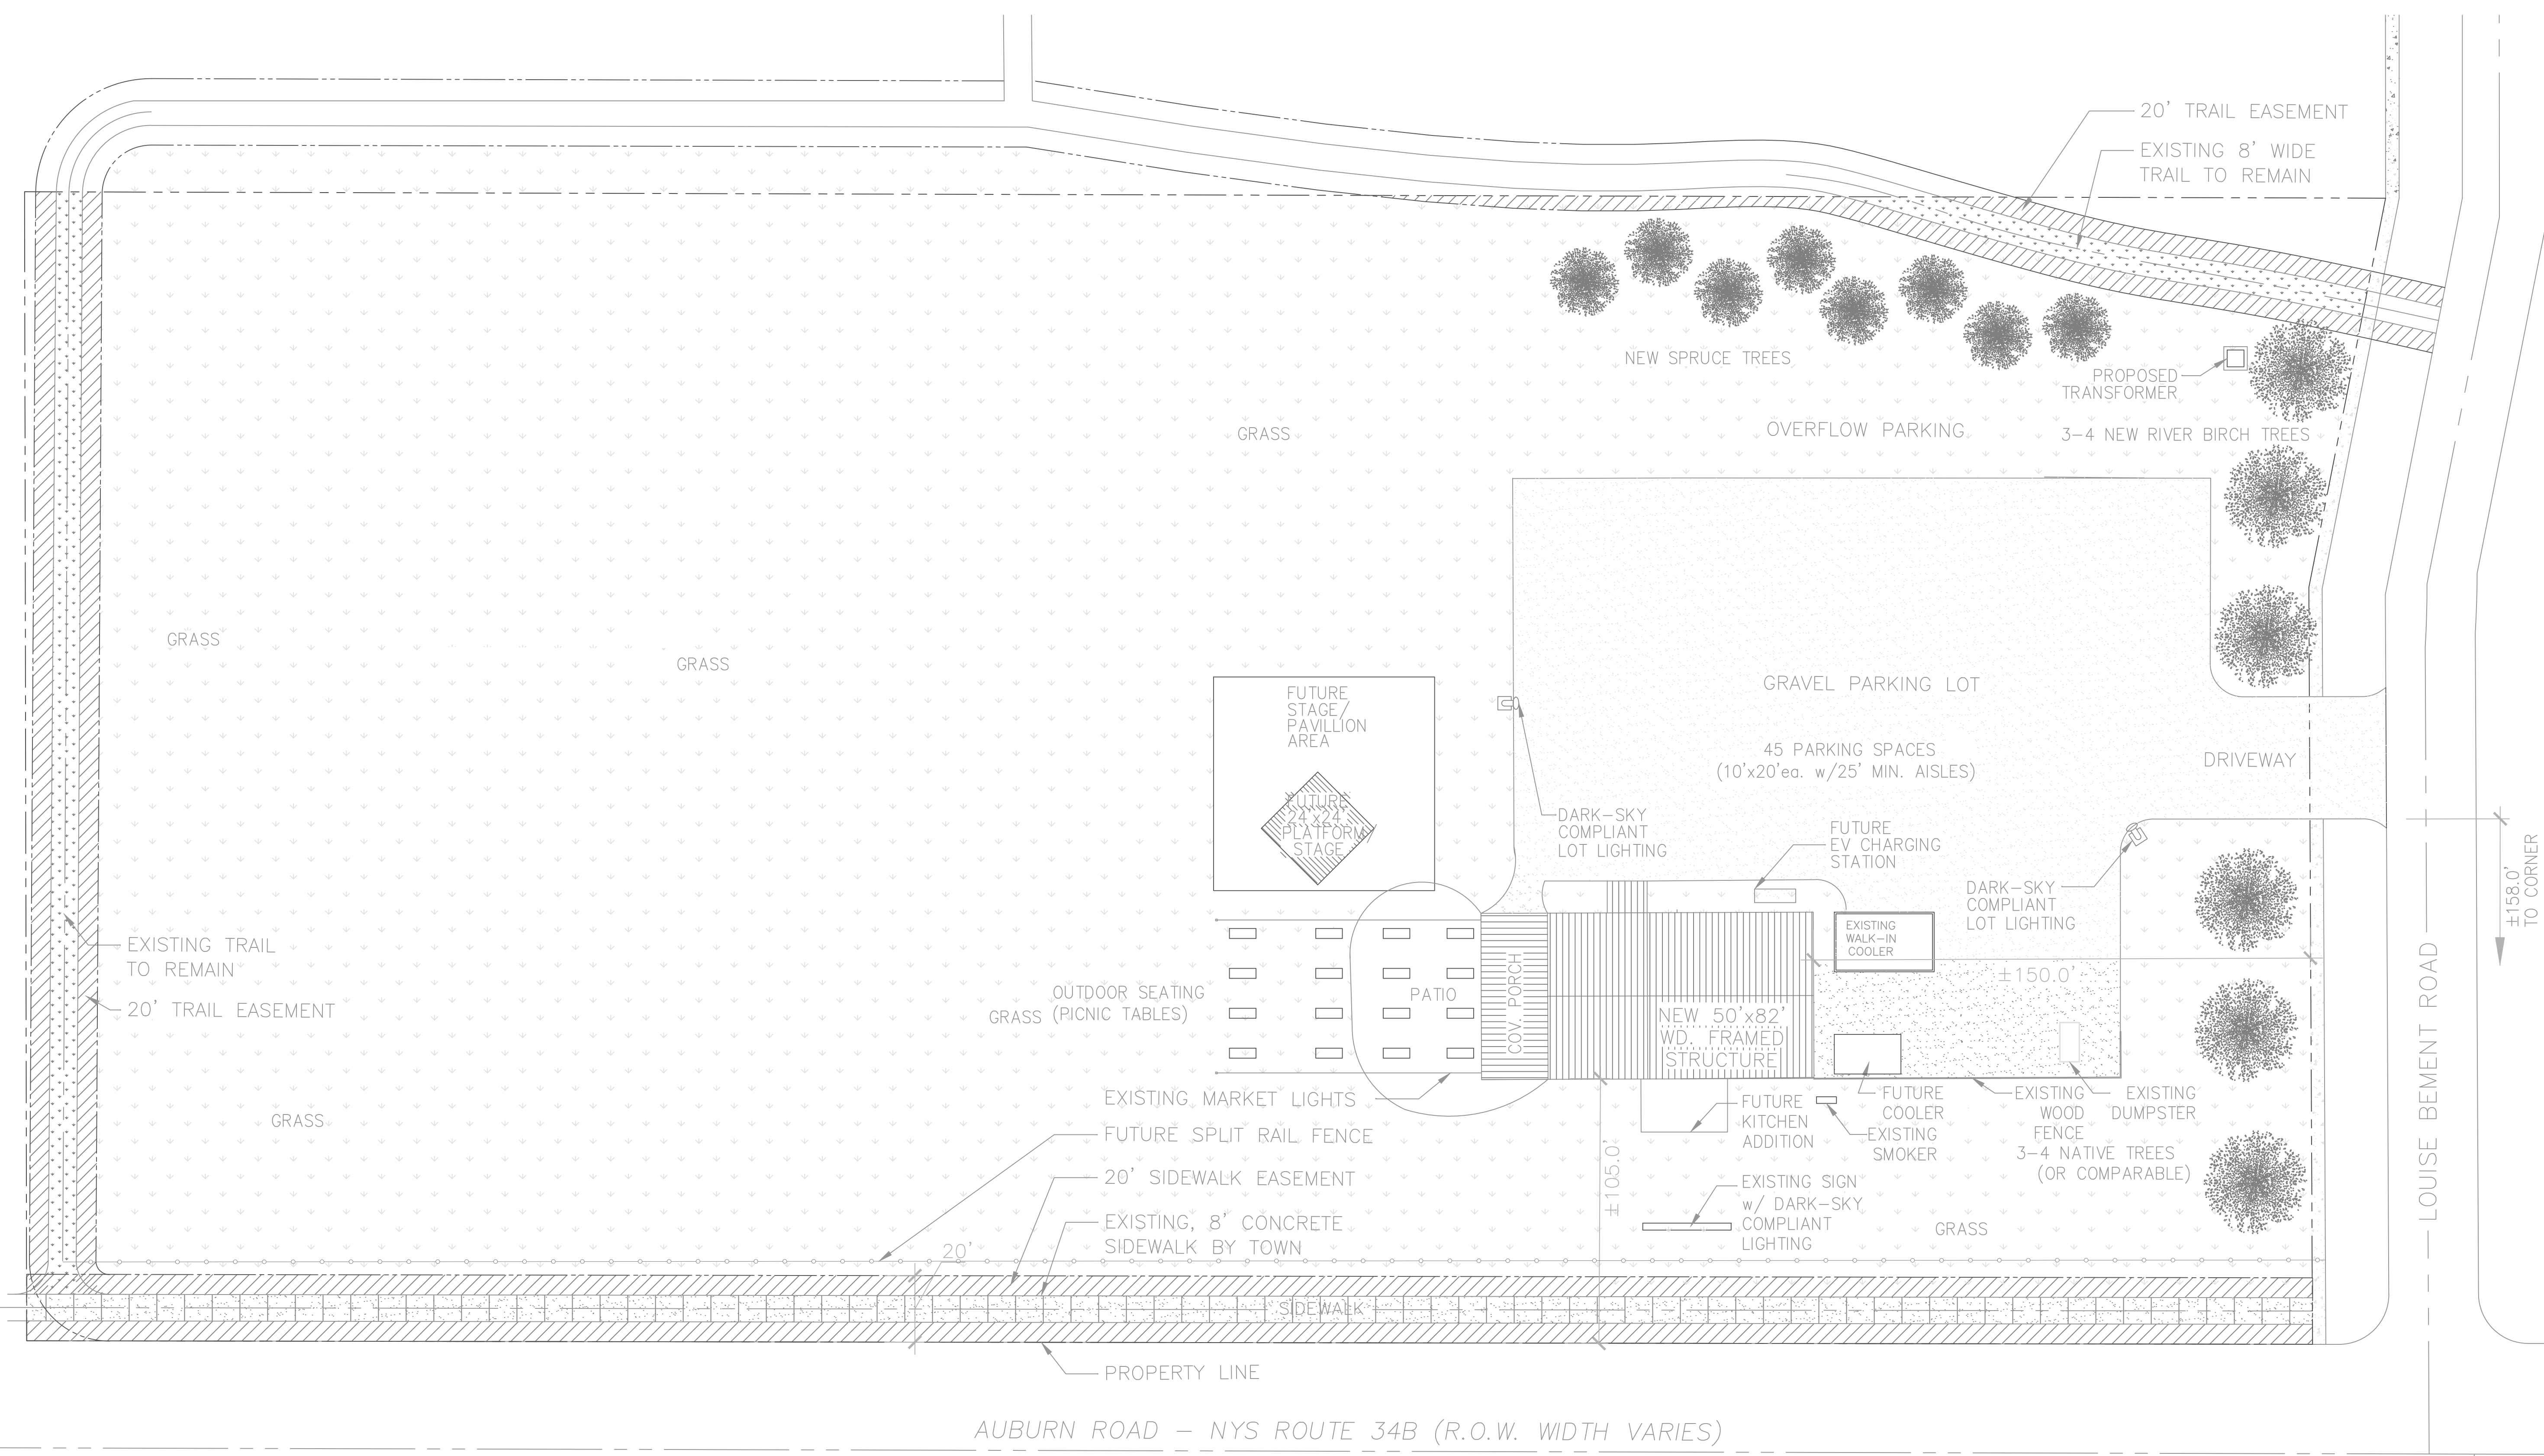 20' TRAIL EASEMENT
EXISTING 8' WIDE
TRAIL TO REMAIN
NEW SPRUCE TREES
PROPOSED
TRANSFORMER
GRASS
OVERFLOW PARKING
3-4 NEW RIVER BIRCH TREES
GRASS
GRASS
FUTURE
STAGE/
PAVILLION
AREA
GRAVEL PARKING LOT
45 PARKING SPACES
(10'x20'ea. w/25' MIN. AISLES)
DRIVEWAY
FUTURE
24'x24'
PLATFORM/
STAGE
DARK-SKY
COMPLIANT
LOT LIGHTING
FUTURE
EV CHARGING
STATION
DARK-SKY
COMPLIANT
LOT LIGHTING
±158.0'
TO CORNER
EXISTING
WALK-IN
COOLER
EXISTING TRAIL
TO REMAIN
20' TRAIL EASEMENT
OUTDOOR SEATING
(PICNIC TABLES)
GRASS
PATIO
COV. PORCH
NEW 50'x82'
WD. FRAMED
STRUCTURE
±150.0'
LOUISE BEMENT ROAD
EXISTING MARKET LIGHTS
FUTURE SPLIT RAIL FENCE
20' SIDEWALK EASEMENT
EXISTING, 8' CONCRETE
SIDEWALK BY TOWN
GRASS
20'
±105.0'
FUTURE
KITCHEN
ADDITION
FUTURE
COOLER
EXISTING
SMOKER
EXISTING
WOOD
FENCE
EXISTING
DUMPSTER
3-4 NATIVE TREES
(OR COMPARABLE)
EXISTING SIGN
w/ DARK-SKY
COMPLIANT
LIGHTING
GRASS
SIDEWALK
PROPERTY LINE
AUBURN ROAD - NYS ROUTE 34B (R.O.W. WIDTH VARIES)